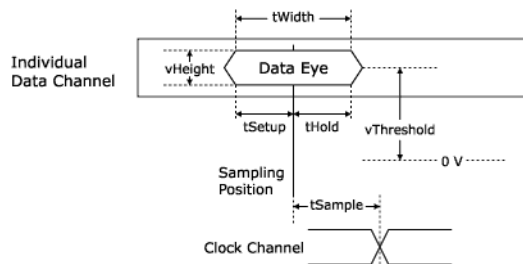 tWidth
Individual
Data Channel
vHeight
Data Eye
tSetup
tHold
vThreshold
0 V
Sampling
Position
tSample
Clock Channel